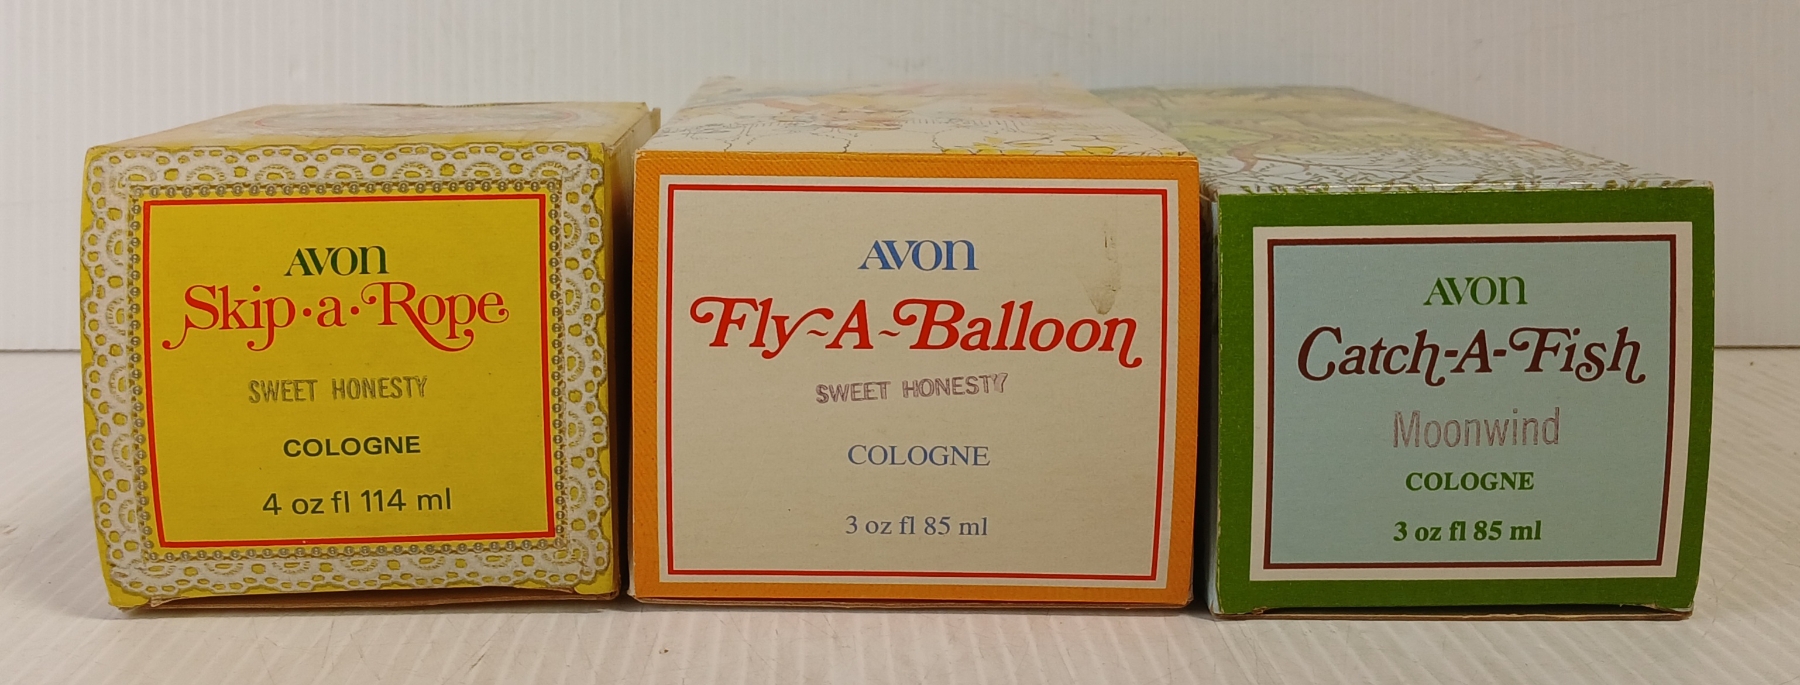 AVON
Skip·a·Rope
SWEET HONESTY
COLOGNE
4 oz fl 114 ml
AVON
Fly~A~Balloon
SWEET HONESTY
COLOGNE
3 oz fl 85 ml
AVON
Catch-A-Fish
Moonwind
COLOGNE
3 oz fl 85 ml